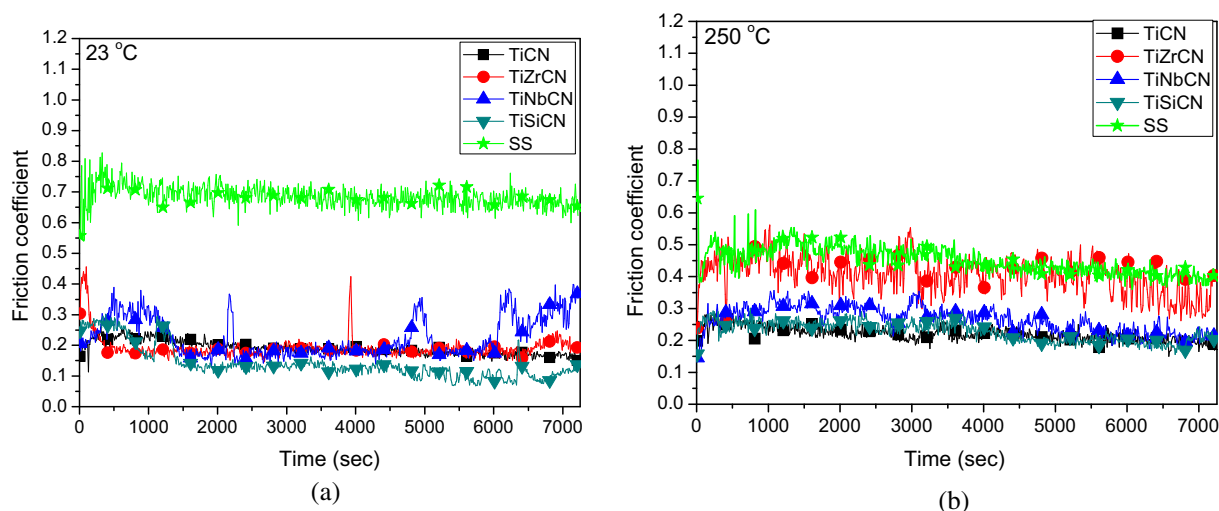 23 °C
TiCN
TiZrCN
TiNbCN
TiSiCN
SS
Friction coefficient
1.2
1.1
1.0
0.9
0.8
0.7
0.6
0.5
0.4
0.3
0.2
0.1
0.0
0 1000 2000 3000 4000 5000 6000 7000
Time (sec)
(a)
250 °C
TiCN
TiZrCN
TiNbCN
TiSiCN
SS
Friction coefficient
1.2
1.1
1.0
0.9
0.8
0.7
0.6
0.5
0.4
0.3
0.2
0.1
0.0
0 1000 2000 3000 4000 5000 6000 7000
Time (sec)
(b)